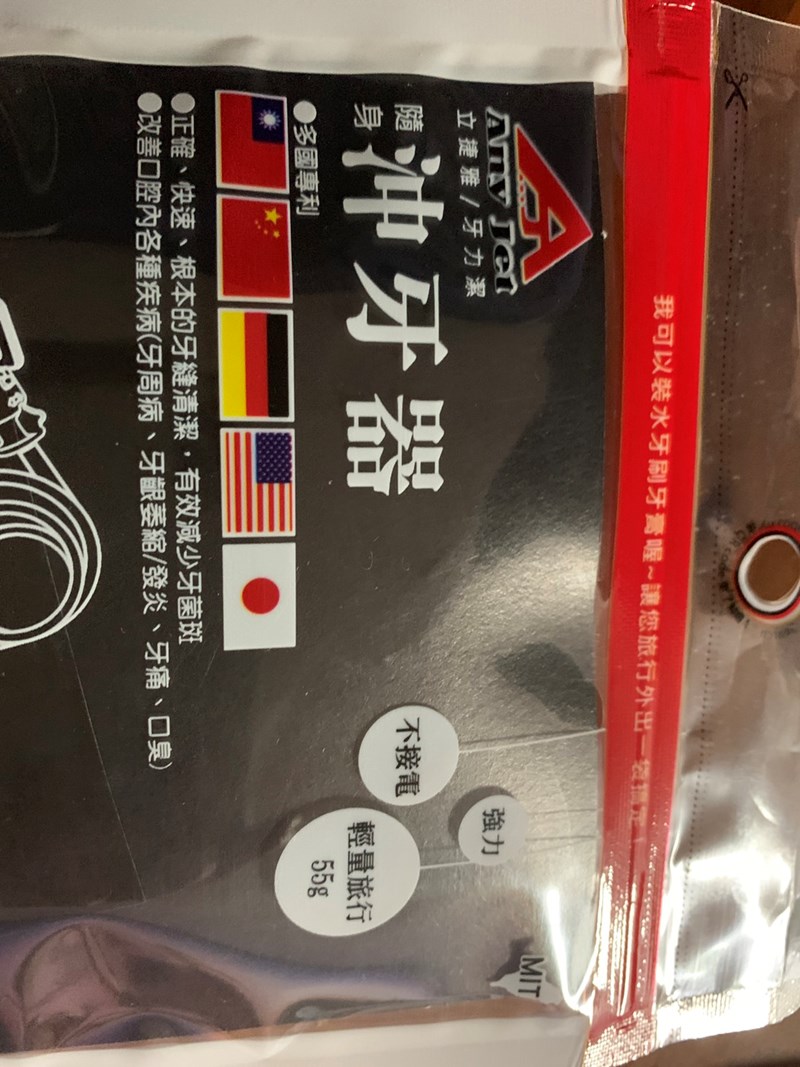 我可以裝水牙刷牙膏喔~讓您旅行外出一袋搞定!
Any Jet
立捷雅/牙力潔
隨身
沖牙器
●多國專利
●正確、快速、根本的牙縫清潔，有效減少牙菌斑
●改善口腔內各種疾病(牙周病、牙齦萎縮/發炎、牙痛、口臭)
不接電
強力
輕量旅行
55g
MIT